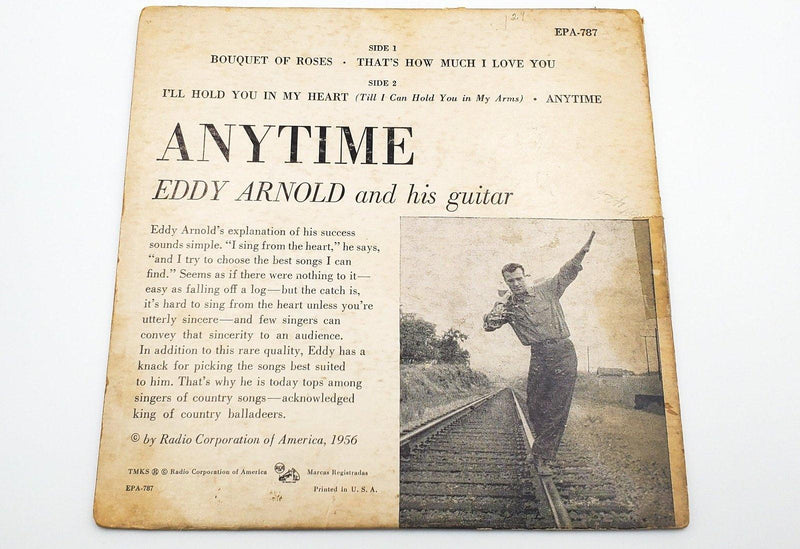 EPA-787
SIDE 1
BOUQUET OF ROSES · THAT'S HOW MUCH I LOVE YOU
SIDE 2
I'LL HOLD YOU IN MY HEART (Till I Can Hold You in My Arms) • ANYTIME
ANYTIME
EDDY ARNOLD and his guitar
Eddy Arnold's explanation of his success
sounds simple. “I sing from the heart,” he says,
“and I try to choose the best songs I can
find.” Seems as if there were nothing to it—
easy as falling off a log—but the catch is,
it's hard to sing from the heart unless you're
utterly sincere—and few singers can
convey that sincerity to an audience.
In addition to this rare quality, Eddy has a
knack for picking the songs best suited
to him. That's why he is today tops among
singers of country songs—acknowledged
king of country balladeers.
© by Radio Corporation of America, 1956
TMKS ® © Radio Corporation of America RCA Marcas Registradas
EPA-787 Printed in U. S. A.